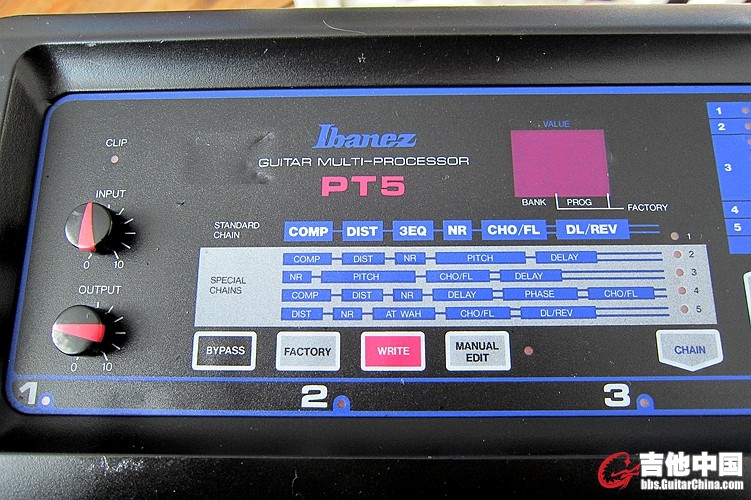 CLIP
Ibanez
GUITAR MULTI-PROCESSOR
PT5
VALUE
BANK PROG FACTORY
INPUT
0 10
OUTPUT
0 10
STANDARD
CHAIN
COMP DIST 3EQ NR CHO/FL DL/REV 1
SPECIAL
CHAINS
COMP DIST NR PITCH DELAY 2
NR PITCH CHO/FL DELAY 3
COMP DIST NR DELAY PHASE CHO/FL 4
DIST NR AT WAH CHO/FL DL/REV 5
1
2
3
4
5
BYPASS FACTORY WRITE MANUAL
EDIT CHAIN
1 2 3
吉他中国
bbs.GuitarChina.com